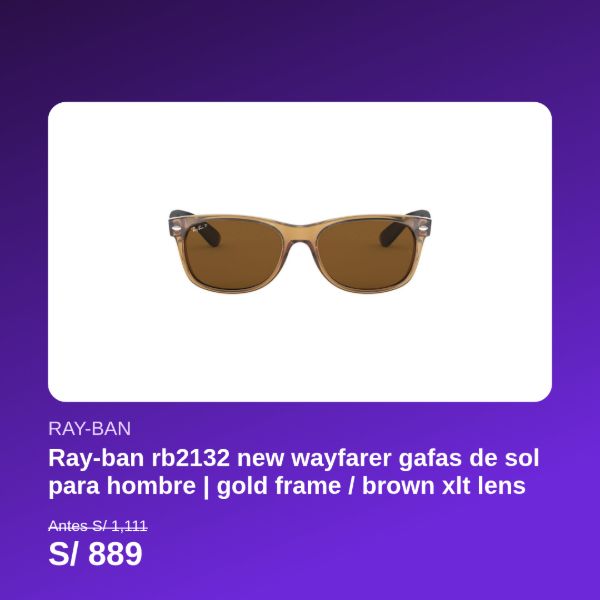 RAY-BAN
Ray-ban rb2132 new wayfarer gafas de sol
para hombre | gold frame / brown xlt lens
Antes S/ 1,111
S/ 889